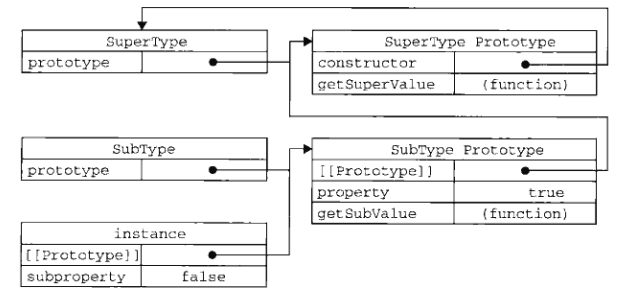 SuperType
prototype
SuperType Prototype
constructor
getSuperValue (function)
SubType
prototype
SubType Prototype
[[Prototype]]
property true
getSubValue (function)
instance
[[Prototype]]
subproperty false